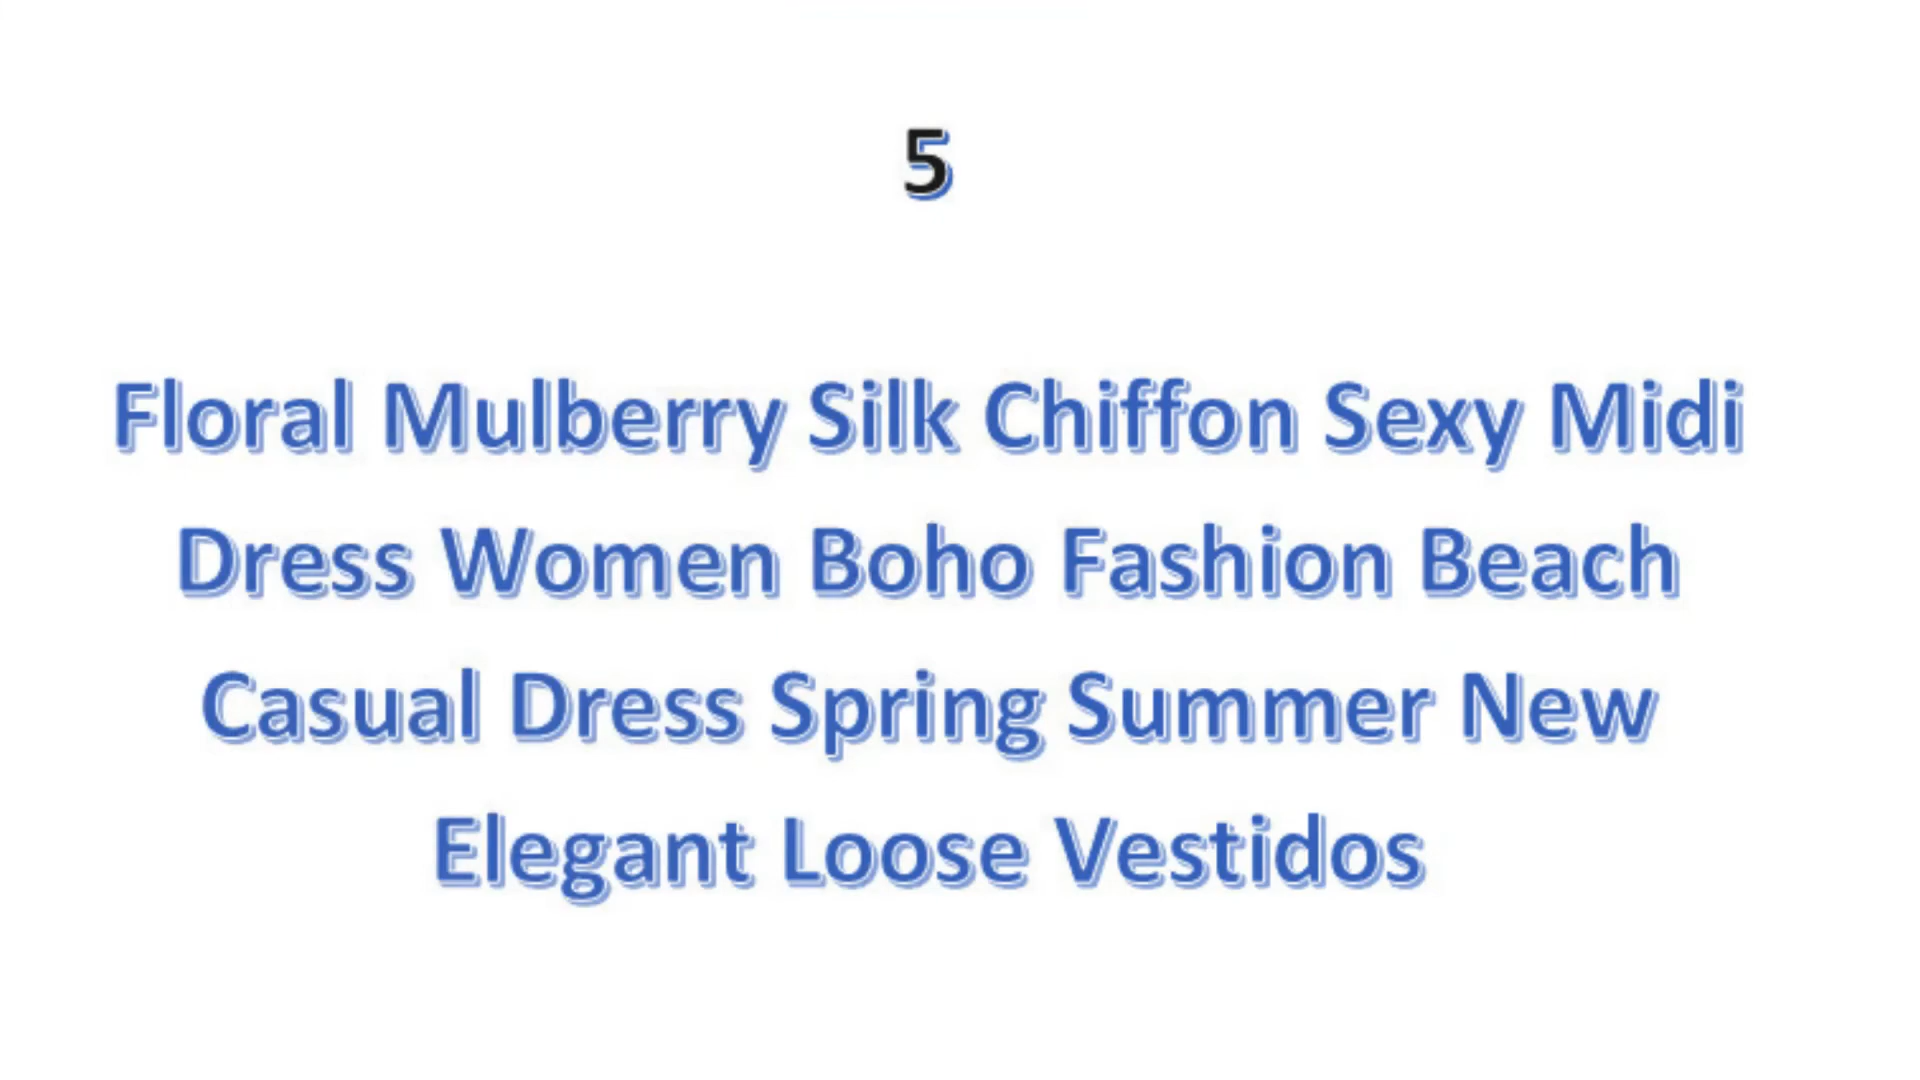 5
Floral Mulberry Silk Chiffon Sexy Midi
Dress Women Boho Fashion Beach
Casual Dress Spring Summer New
Elegant Loose Vestidos